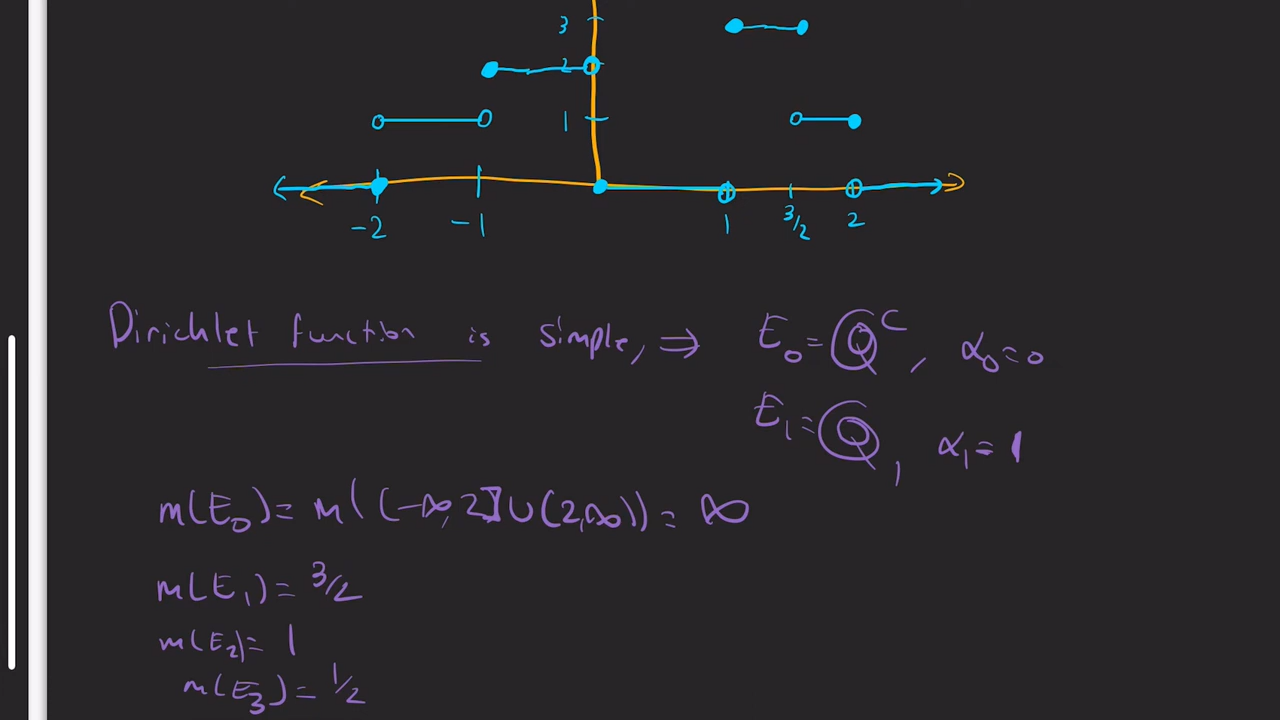 3
2
1
-2 -1 1 3/2 2
Dirichlet function is simple, ⇒ E₀ = ℚᶜ, α₀ = 0
E₁ = ℚ, α₁ = 1
m(E₀) = m((-∞, 2] ∪ (2, ∞)) = ∞
m(E₁) = 3/2
m(E₂) = 1
m(E₃) = 1/2